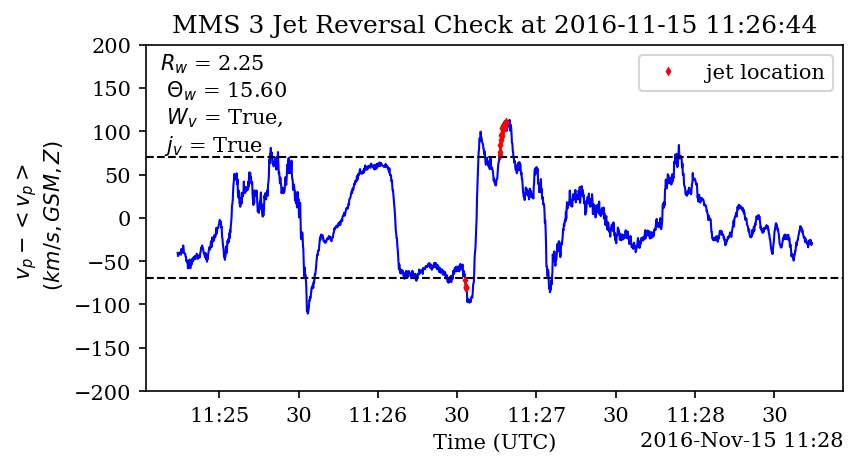 MMS 3 Jet Reversal Check at 2016-11-15 11:26:44
R_w = 2.25
Θ_w = 15.60
W_v = True,
j_v = True
jet location
v_p − <v_p>
(km/s, GSM, Z)
200
150
100
50
0
−50
−100
−150
−200
11:25 30 11:26 30 11:27 30 11:28 30
Time (UTC)
2016-Nov-15 11:28